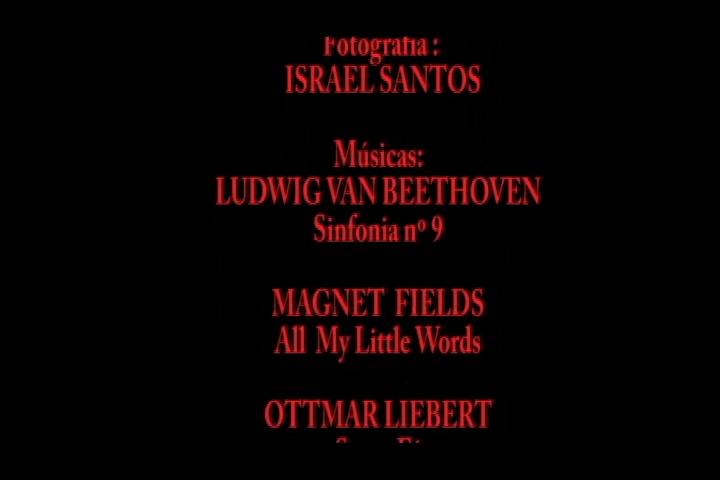 Fotografia :
ISRAEL SANTOS
Músicas:
LUDWIG VAN BEETHOVEN
Sinfonia nº 9
MAGNET FIELDS
All My Little Words
OTTMAR LIEBERT